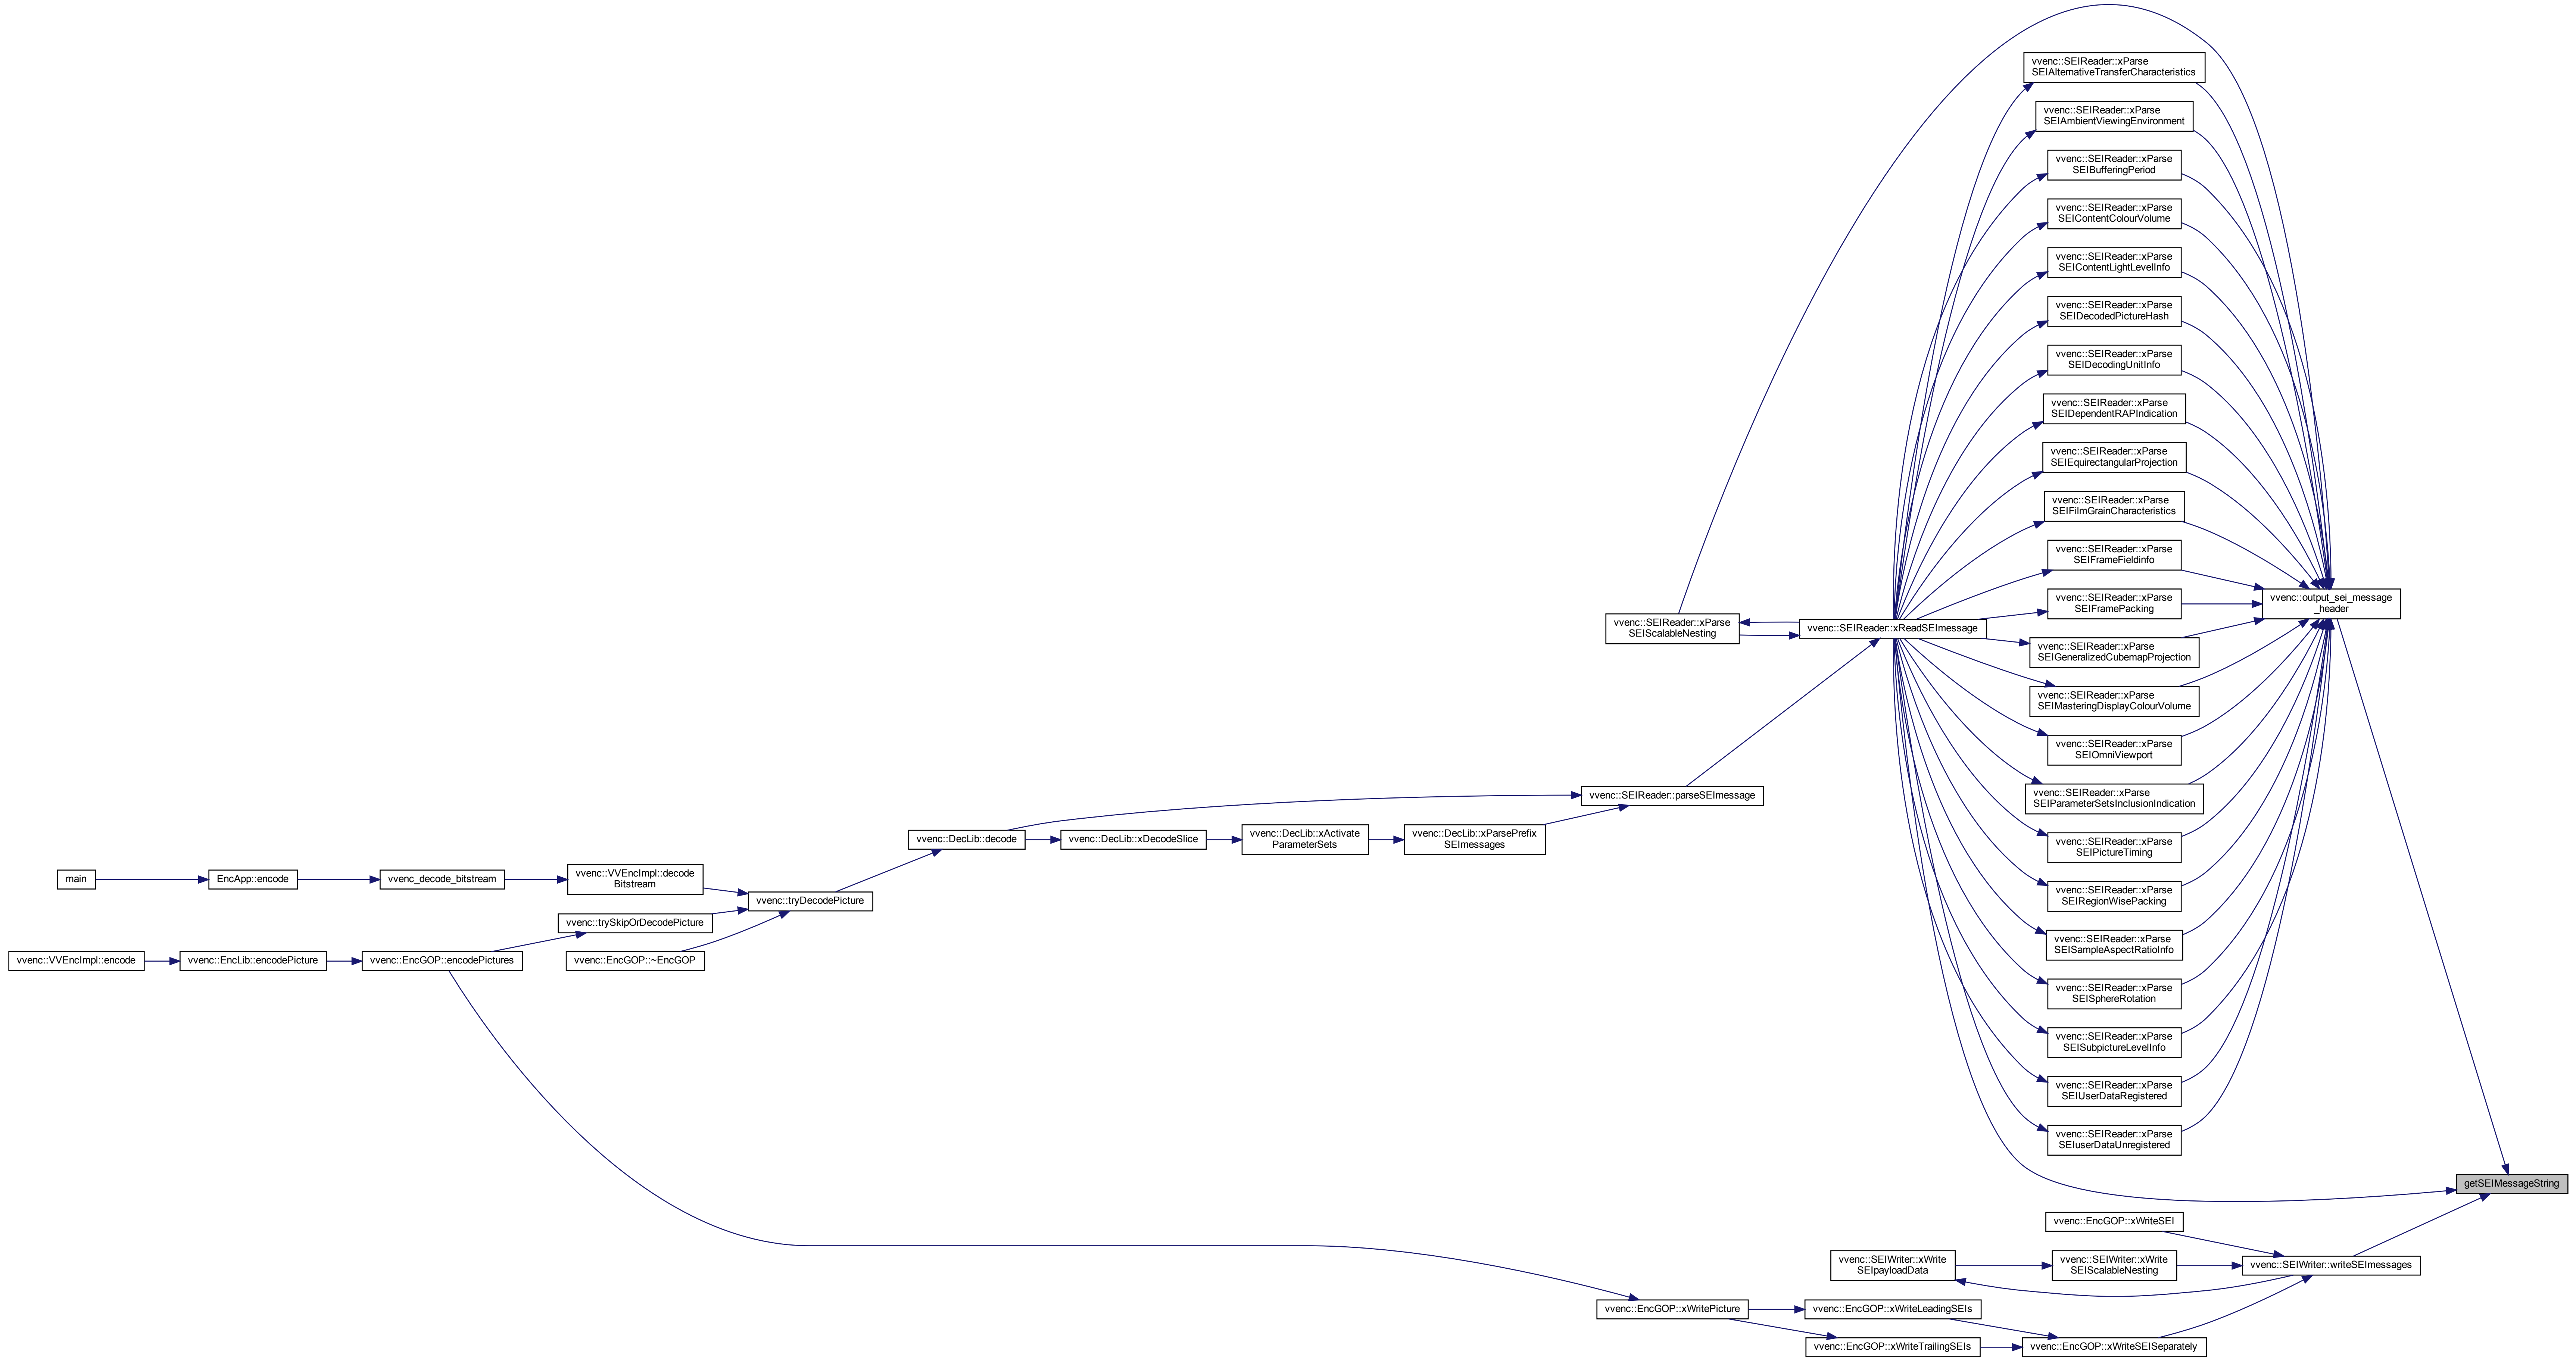 vvenc::SEIReader::xParse
SEIAlternativeTransferCharacteristics
vvenc::SEIReader::xParse
SEIAmbientViewingEnvironment
vvenc::SEIReader::xParse
SEIBufferingPeriod
vvenc::SEIReader::xParse
SEIContentColourVolume
vvenc::SEIReader::xParse
SEIContentLightLevelInfo
vvenc::SEIReader::xParse
SEIDecodedPictureHash
vvenc::SEIReader::xParse
SEIDecodingUnitInfo
vvenc::SEIReader::xParse
SEIDependentRAPIndication
vvenc::SEIReader::xParse
SEIEquirectangularProjection
vvenc::SEIReader::xParse
SEIFilmGrainCharacteristics
vvenc::SEIReader::xParse
SEIFrameFieldinfo
vvenc::SEIReader::xParse
SEIFramePacking
vvenc::output_sei_message
_header
vvenc::SEIReader::xParse
SEIScalableNesting
vvenc::SEIReader::xReadSEImessage
vvenc::SEIReader::xParse
SEIGeneralizedCubemapProjection
vvenc::SEIReader::xParse
SEIMasteringDisplayColourVolume
vvenc::SEIReader::xParse
SEIOmniViewport
vvenc::SEIReader::parseSEImessage
vvenc::SEIReader::xParse
SEIParameterSetsInclusionIndication
vvenc::DecLib::decode
vvenc::DecLib::xDecodeSlice
vvenc::DecLib::xActivate
ParameterSets
vvenc::DecLib::xParsePrefix
SEImessages
vvenc::SEIReader::xParse
SEIPictureTiming
main
EncApp::encode
vvenc_decode_bitstream
vvenc::VVEncImpl::decode
Bitstream
vvenc::tryDecodePicture
vvenc::SEIReader::xParse
SEIRegionWisePacking
vvenc::trySkipOrDecodePicture
vvenc::SEIReader::xParse
SEISampleAspectRatioInfo
vvenc::VVEncImpl::encode
vvenc::EncLib::encodePicture
vvenc::EncGOP::encodePictures
vvenc::EncGOP::~EncGOP
vvenc::SEIReader::xParse
SEISphereRotation
vvenc::SEIReader::xParse
SEISubpictureLevelInfo
vvenc::SEIReader::xParse
SEIUserDataRegistered
vvenc::SEIReader::xParse
SEIuserDataUnregistered
getSEIMessageString
vvenc::EncGOP::xWriteSEI
vvenc::SEIWriter::xWrite
SEIpayloadData
vvenc::SEIWriter::xWrite
SEIScalableNesting
vvenc::SEIWriter::writeSEImessages
vvenc::EncGOP::xWritePicture
vvenc::EncGOP::xWriteLeadingSEIs
vvenc::EncGOP::xWriteTrailingSEIs
vvenc::EncGOP::xWriteSEISeparately